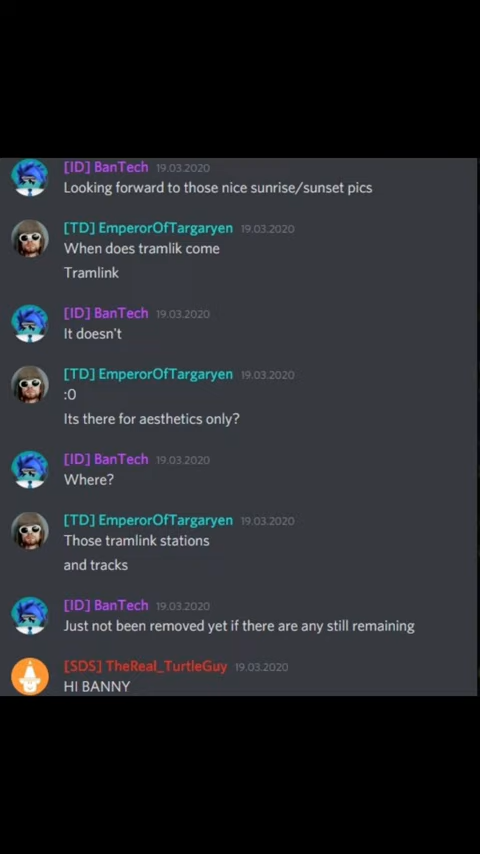 [ID] BanTech 19.03.2020
Looking forward to those nice sunrise/sunset pics
[TD] EmperorOfTargaryen 19.03.2020
When does tramlik come
Tramlink
[ID] BanTech 19.03.2020
It doesn't
[TD] EmperorOfTargaryen 19.03.2020
:0
Its there for aesthetics only?
[ID] BanTech 19.03.2020
Where?
[TD] EmperorOfTargaryen 19.03.2020
Those tramlink stations
and tracks
[ID] BanTech 19.03.2020
Just not been removed yet if there are any still remaining
[SDS] TheReal_TurtleGuy 19.03.2020
HI BANNY